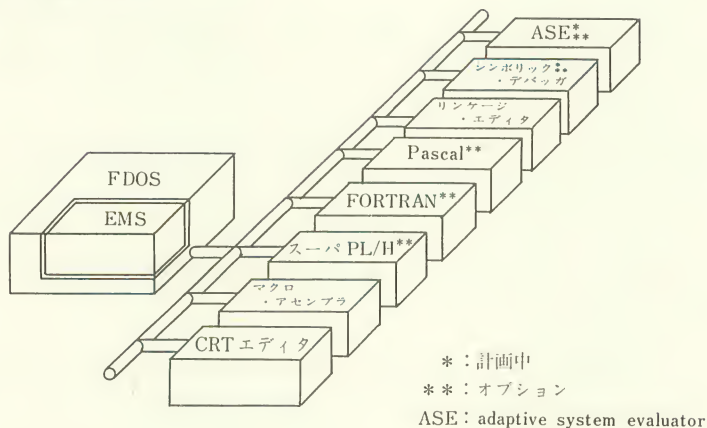 ASE***
シンボリック**
・デバッガ
リンケージ
・エディタ
Pascal**
FORTRAN**
スーパPL/H**
マクロ
・アセンブラ
CRTエディタ
FDOS
EMS
*：計画中
**：オプション
ASE：adaptive system evaluator